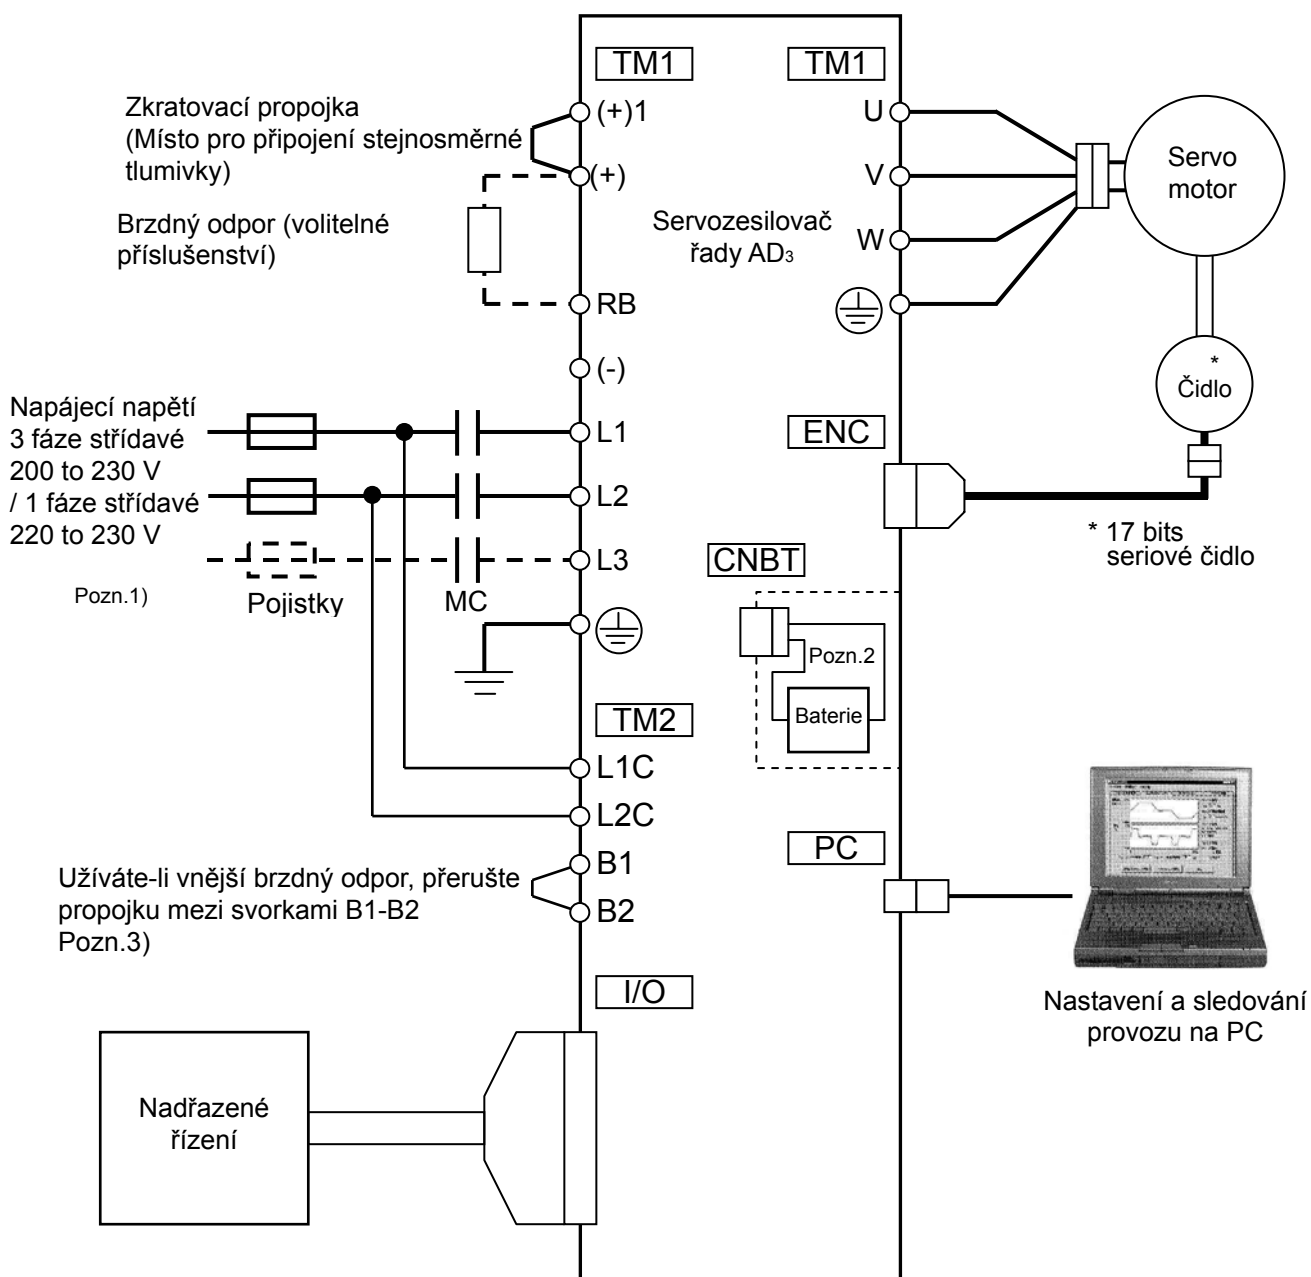 TM1
TM1
Zkratovací propojka
(Místo pro připojení stejnosměrné
tlumivky)
(+)1
(+)
Brzdný odpor (volitelné
příslušenství)
RB
(-)
Servozesilovač
řady AD3
U
V
W
Servo
motor
*
Čidlo
Napájecí napětí
3 fáze střídavé
200 to 230 V
/ 1 fáze střídavé
220 to 230 V
Pozn.1)
Pojistky
MC
L1
L2
L3
ENC
* 17 bits
seriové čidlo
CNBT
Pozn.2
Baterie
TM2
L1C
L2C
B1
B2
Užíváte-li vnější brzdný odpor, přerušte
propojku mezi svorkami B1-B2
Pozn.3)
PC
Nastavení a sledování
provozu na PC
I/O
Nadřazené
řízení